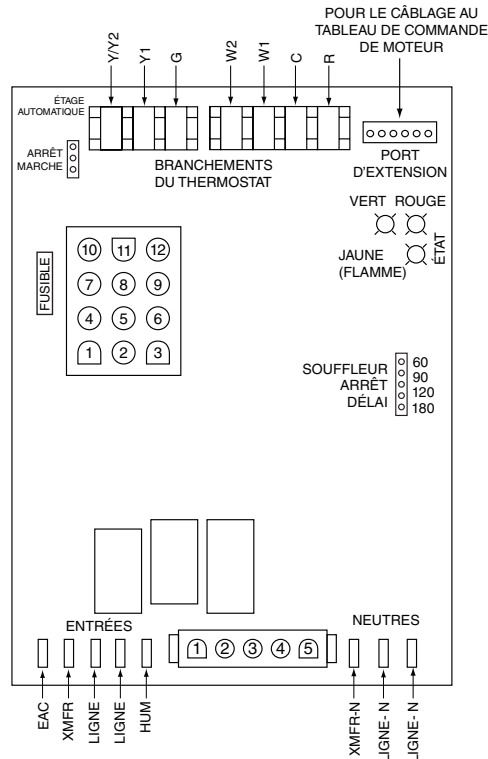 POUR LE CÂBLAGE AU
TABLEAU DE COMMANDE
DE MOTEUR
Y/Y2
Y1
G
W2
W1
C
R
ÉTAGE
AUTOMATIQUE
ARRÊT
MARCHE
BRANCHEMENTS
DU THERMOSTAT
PORT
D'EXTENSION
VERT ROUGE
JAUNE
(FLAMME)
ÉTAT
FUSIBLE
10 11 12
7 8 9
4 5 6
1 2 3
SOUFFLEUR
ARRÊT
DÉLAI
60
90
120
180
ENTRÉES
NEUTRES
1 2 3 4 5
EAC
XMFR
LIGNE
LIGNE
HUM
XMFR-N
LIGNE- N
LIGNE- N